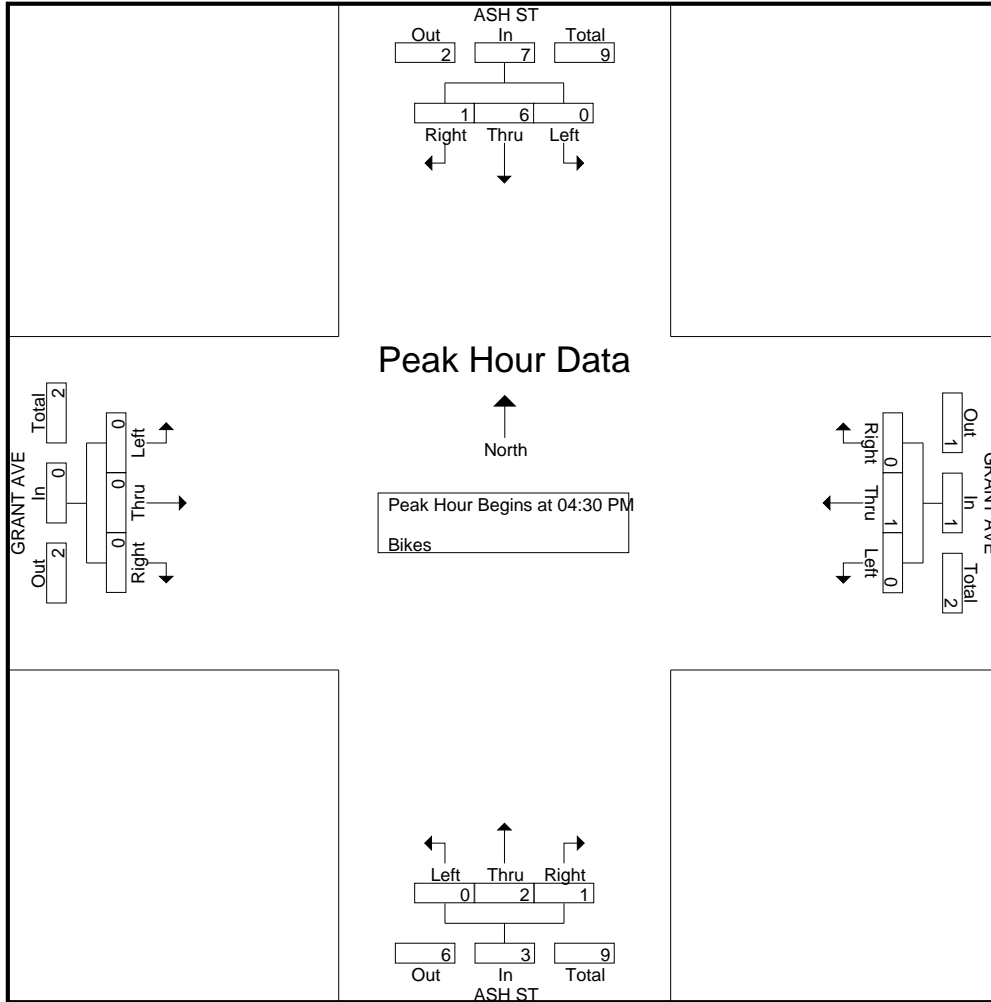 ASH ST
Out In Total
2 7 9
1 6 0
Right Thru Left
Peak Hour Data
North
Peak Hour Begins at 04:30 PM
Bikes
GRANT AVE
Out In Total
2 0 2
Right Thru Left
0 0 0
GRANT AVE
Out In Total
1 1 2
Right Thru Left
0 1 0
Left Thru Right
0 2 1
6 3 9
Out In Total
ASH ST